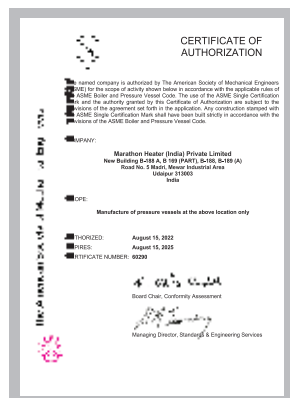 CERTIFICATE OF
AUTHORIZATION
named company is authorized by The American Society of Mechanical Engineers
for the scope of activity shown below in accordance with the applicable rules of
ASME Boiler and Pressure Vessel Code. The use of the ASME Single Certification
and the authority granted by this Certificate of Authorization are subject to the
visions of the agreement set forth in the application. Any construction stamped with
ASME Single Certification Mark shall have been built strictly in accordance with the
visions of the ASME Boiler and Pressure Vessel Code.
MPANY:
Marathon Heater (India) Private Limited
New Building B-188 A, B 169 (PART), B-188, B-189 (A)
Road No. 5 Madri, Mewar Industrial Area
Udaipur 313003
India
OPE:
Manufacture of pressure vessels at the above location only
THORIZED: August 15, 2022
PIRES: August 15, 2025
RTIFICATE NUMBER: 60290
Board Chair, Conformity Assessment
Managing Director, Standards & Engineering Services